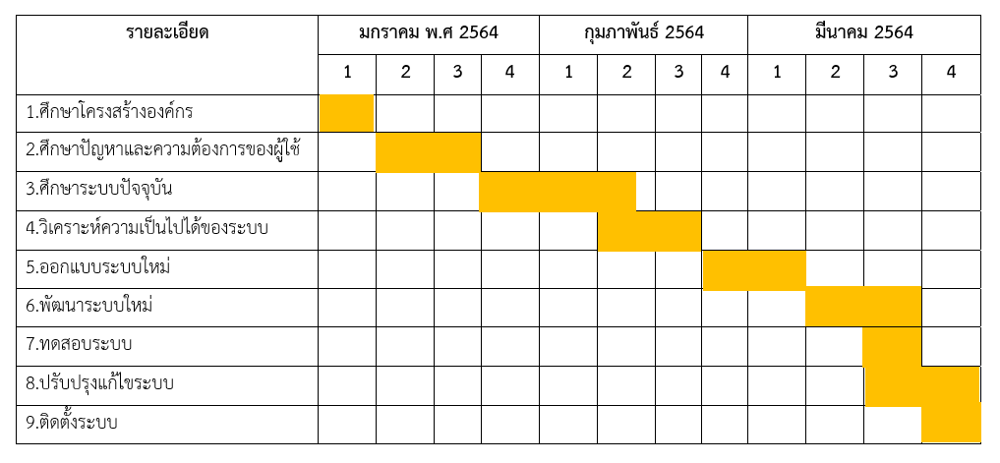 รายละเอียด มกราคม พ.ศ 2564 กุมภาพันธ์ 2564 มีนาคม 2564
1 2 3 4 1 2 3 4 1 2 3 4
1.ศึกษาโครงสร้างองค์กร
2.ศึกษาปัญหาและความต้องการของผู้ใช้
3.ศึกษาระบบปัจจุบัน
4.วิเคราะห์ความเป็นไปได้ของระบบ
5.ออกแบบระบบใหม่
6.พัฒนาระบบใหม่
7.ทดสอบระบบ
8.ปรับปรุงแก้ไขระบบ
9.ติดตั้งระบบ